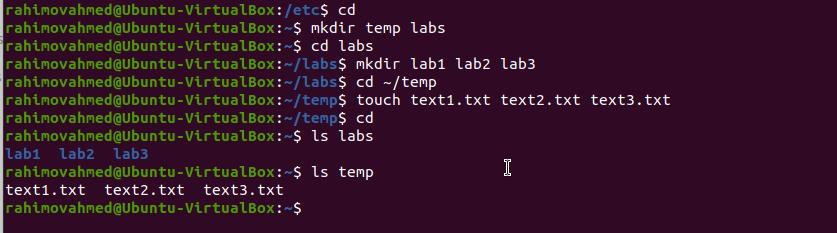 rahimovahmed@Ubuntu-VirtualBox:/etc$ cd
rahimovahmed@Ubuntu-VirtualBox:~$ mkdir temp labs
rahimovahmed@Ubuntu-VirtualBox:~$ cd labs
rahimovahmed@Ubuntu-VirtualBox:~/labs$ mkdir lab1 lab2 lab3
rahimovahmed@Ubuntu-VirtualBox:~/labs$ cd ~/temp
rahimovahmed@Ubuntu-VirtualBox:~/temp$ touch text1.txt text2.txt text3.txt
rahimovahmed@Ubuntu-VirtualBox:~/temp$ cd
rahimovahmed@Ubuntu-VirtualBox:~$ ls labs
lab1  lab2  lab3
rahimovahmed@Ubuntu-VirtualBox:~$ ls temp
text1.txt  text2.txt  text3.txt
rahimovahmed@Ubuntu-VirtualBox:~$